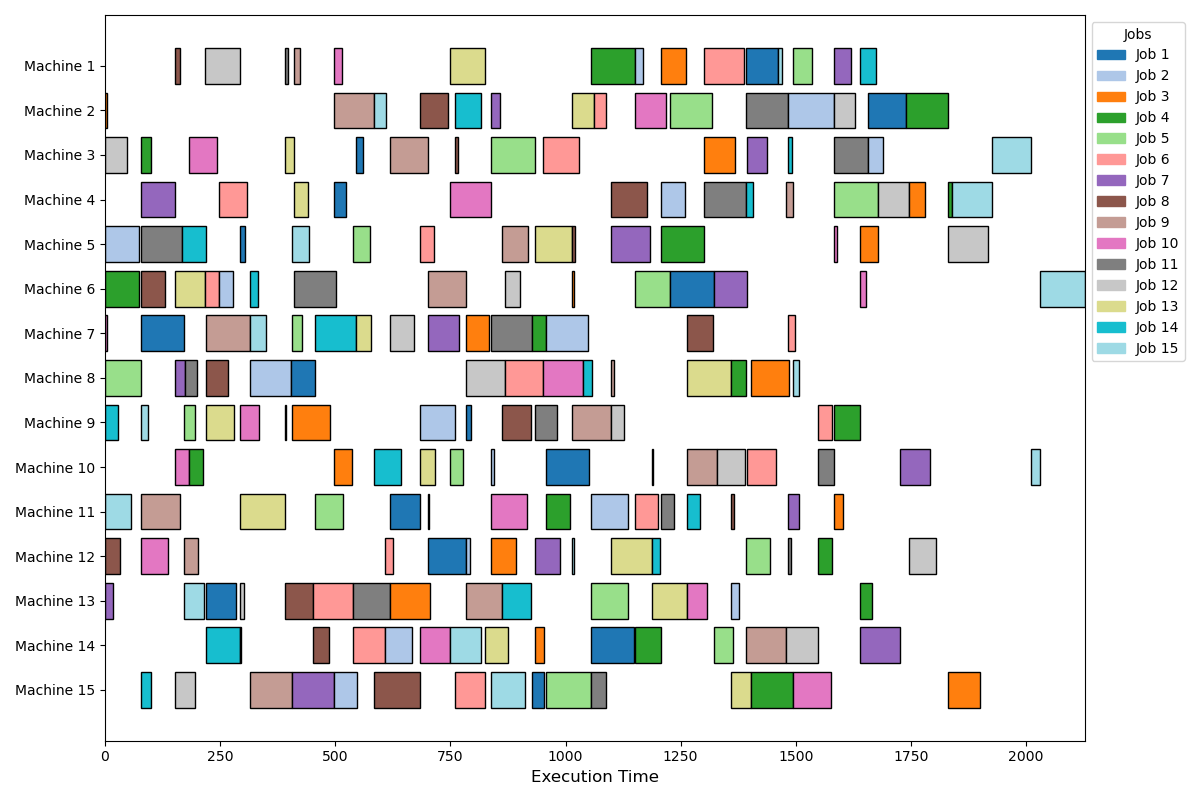 Machine 1
Machine 2
Machine 3
Machine 4
Machine 5
Machine 6
Machine 7
Machine 8
Machine 9
Machine 10
Machine 11
Machine 12
Machine 13
Machine 14
Machine 15
0 250 500 750 1000 1250 1500 1750 2000
Execution Time
Jobs
Job 1
Job 2
Job 3
Job 4
Job 5
Job 6
Job 7
Job 8
Job 9
Job 10
Job 11
Job 12
Job 13
Job 14
Job 15